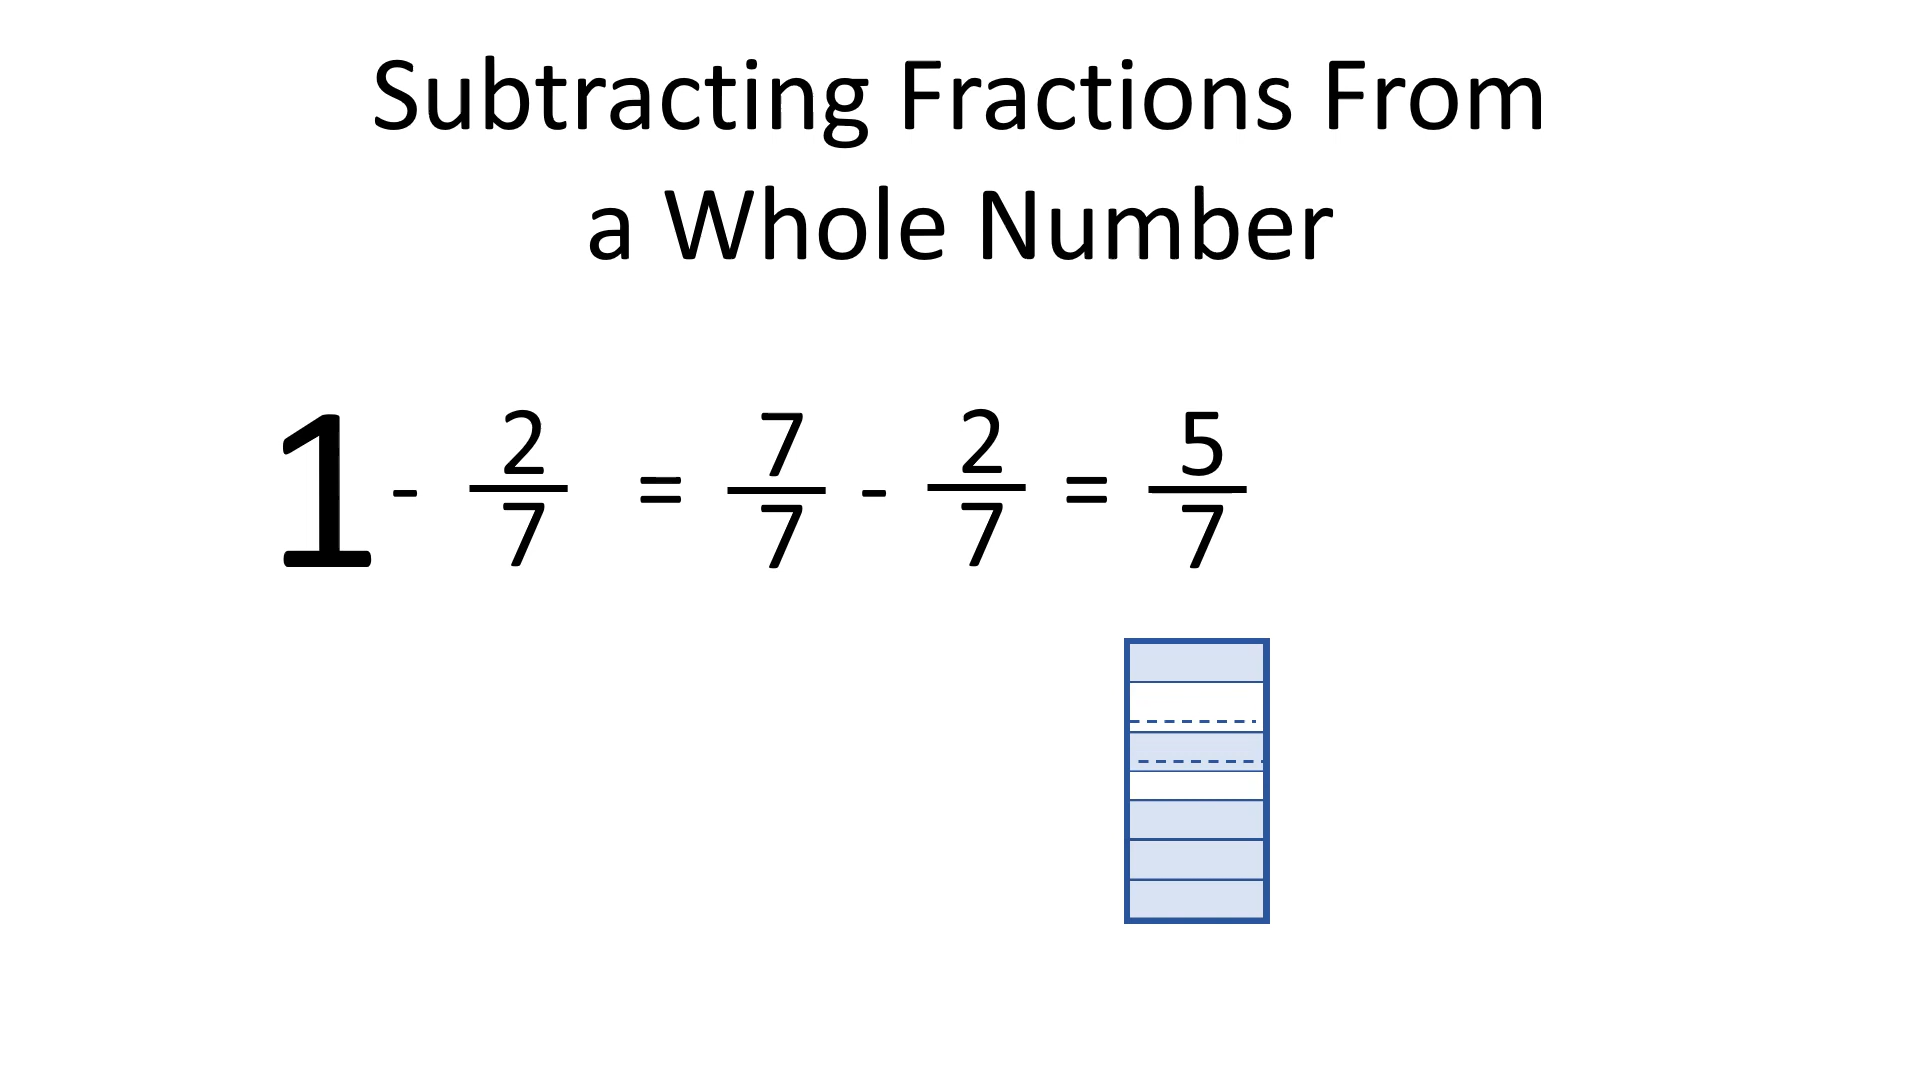 Subtracting Fractions From
a Whole Number
1 - 2/7 = 7/7 - 2/7 = 5/7